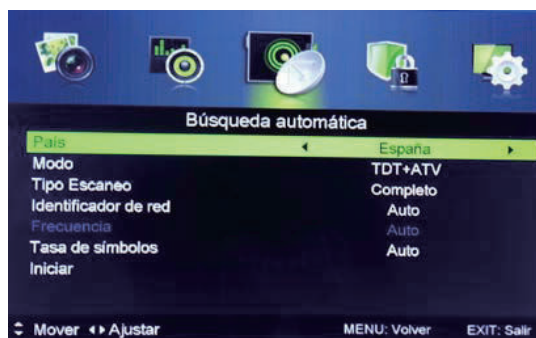 Búsqueda automática
País España
Modo TDT+ATV
Tipo Escaneo Completo
Identificador de red Auto
Frecuencia Auto
Tasa de símbolos Auto
Iniciar
Mover Ajustar MENU: Volver EXIT: Salir